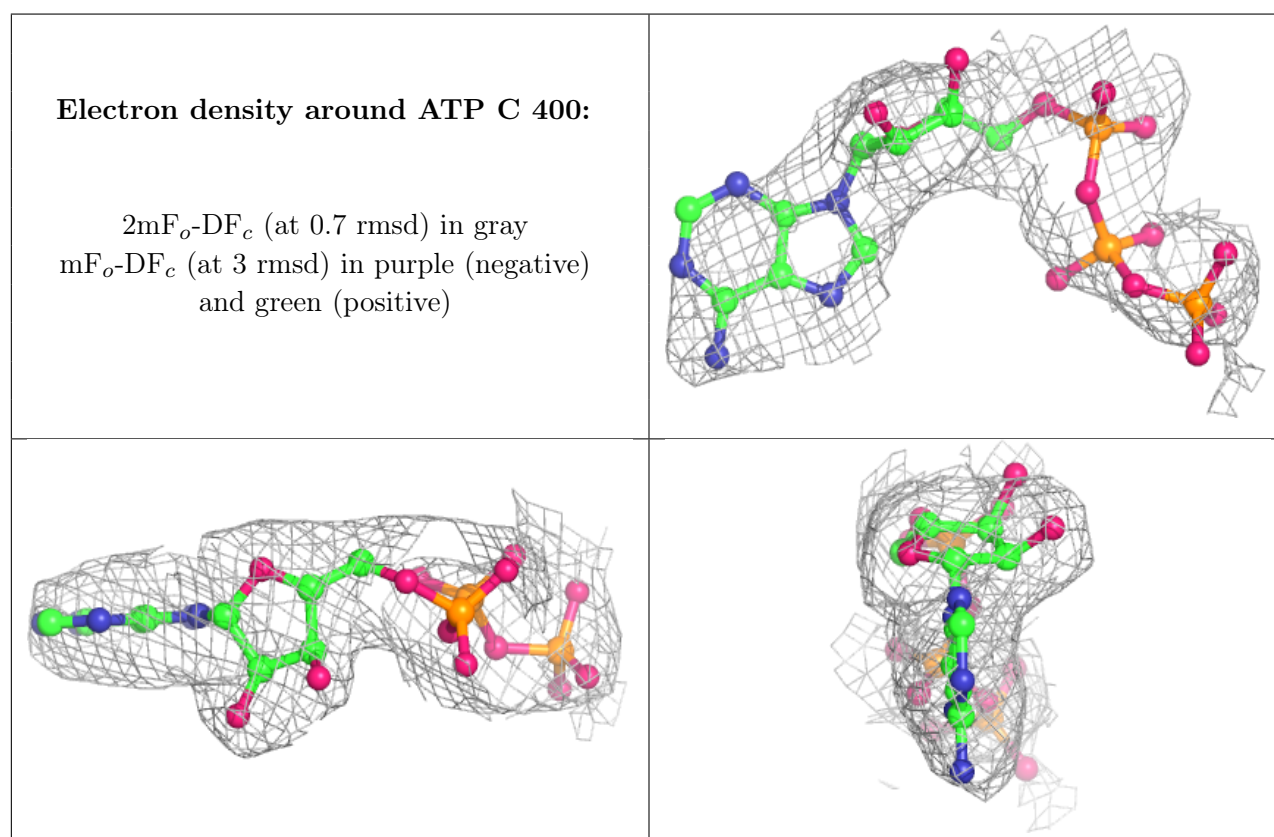 Electron density around ATP C 400:
2mFo-DFc (at 0.7 rmsd) in gray
mFo-DFc (at 3 rmsd) in purple (negative)
and green (positive)